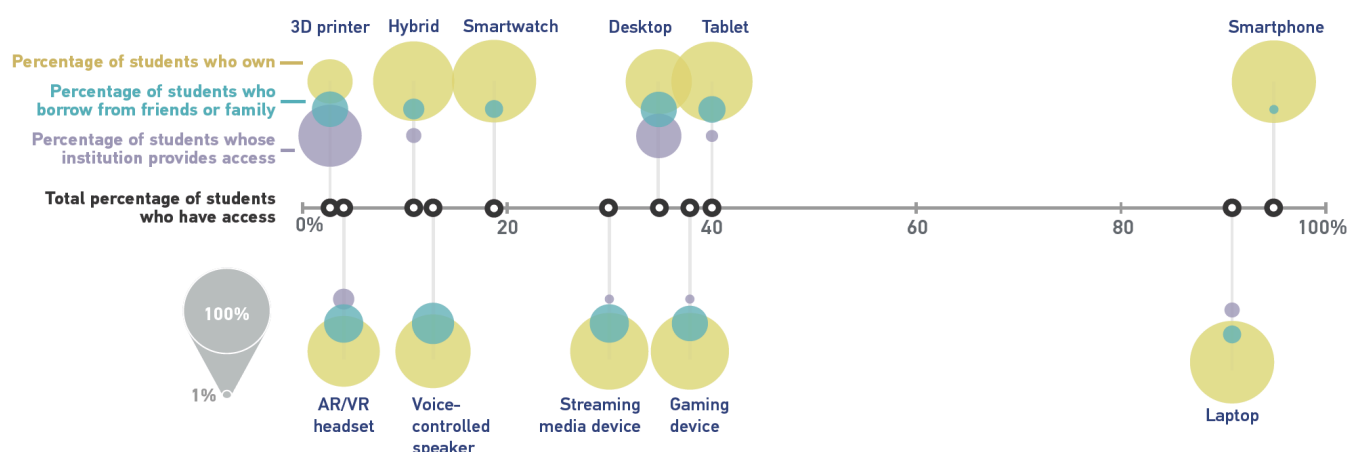 3D printer
Hybrid
Smartwatch
Desktop
Tablet
Smartphone
Percentage of students who own
Percentage of students who
borrow from friends or family
Percentage of students whose
institution provides access
Total percentage of students
who have access
0%
20
40
60
80
100%
100%
1%
AR/VR
headset
Voice-
controlled
speaker
Streaming
media device
Gaming
device
Laptop